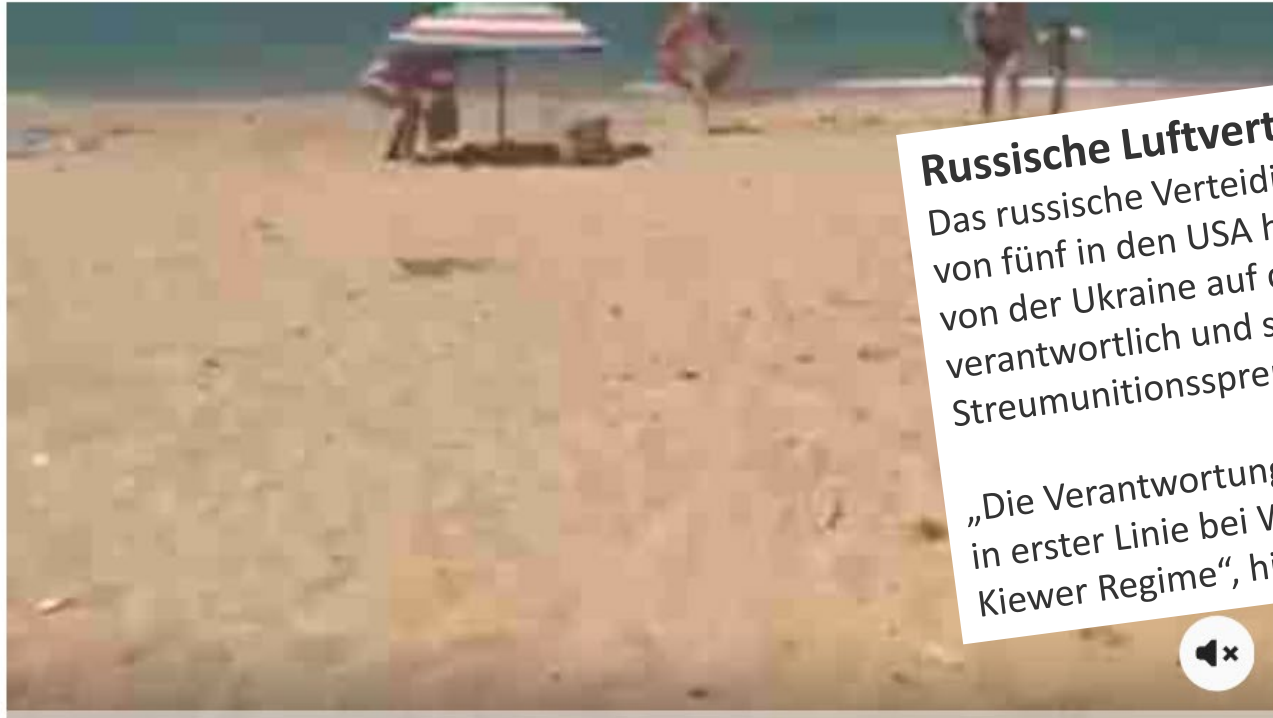 Russische Luftvert
Das russische Verteidi
von fünf in den USA h
von der Ukraine auf
verantwortlich und s
Streumunitionsspre
„Die Verantwortung
in erster Linie bei
Kiewer Regime“, hi